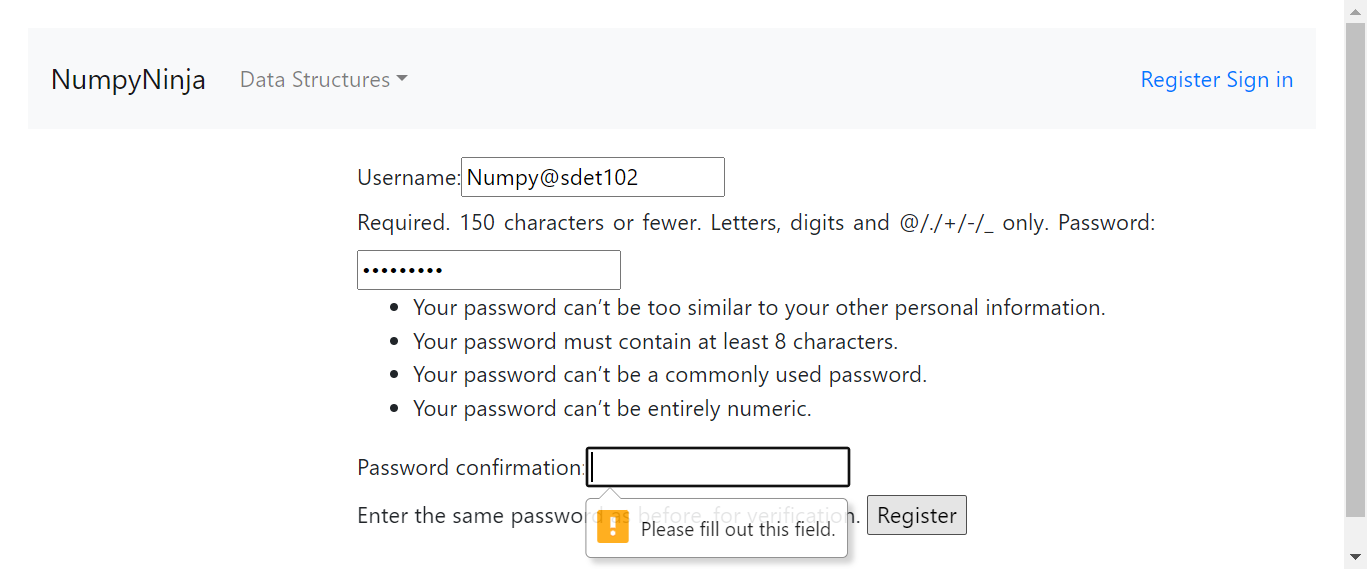 NumpyNinja Data Structures Register Sign in
Username: Numpy@sdet102
Required. 150 characters or fewer. Letters, digits and @/./+/-/_ only. Password:
•••••••••
• Your password can’t be too similar to your other personal information.
• Your password must contain at least 8 characters.
• Your password can’t be a commonly used password.
• Your password can’t be entirely numeric.
Password confirmation:
Enter the same password as before, for verification. Register
Please fill out this field.